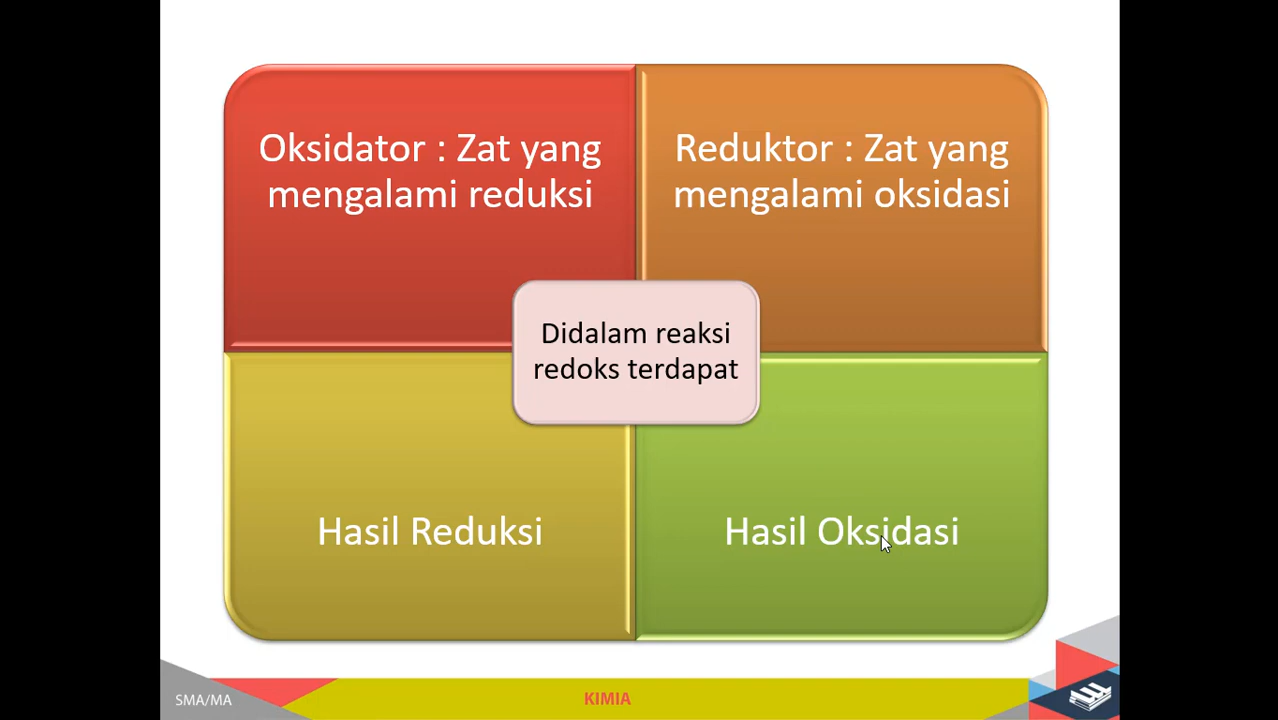 Oksidator : Zat yang
mengalami reduksi
Reduktor : Zat yang
mengalami oksidasi
Didalam reaksi
redoks terdapat
Hasil Reduksi
Hasil Oksidasi
SMA/MA
KIMIA